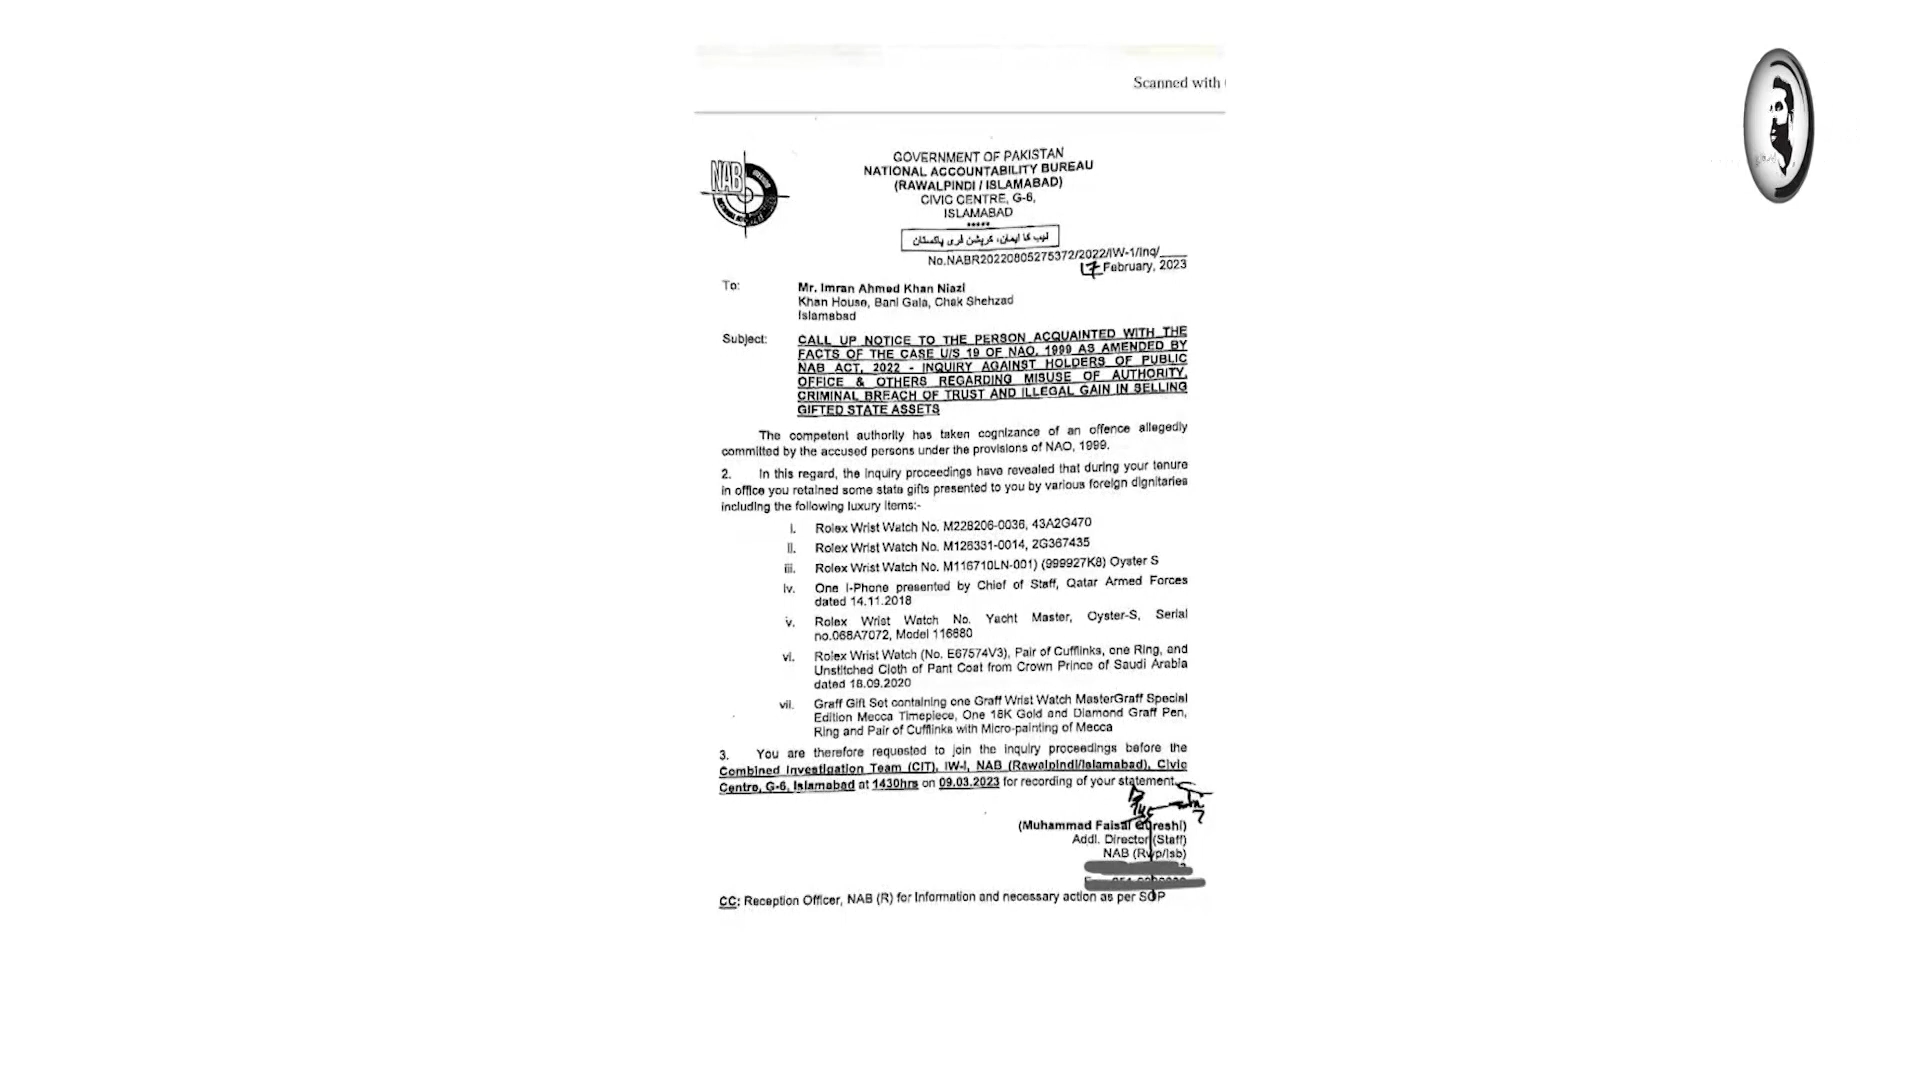 Scanned with
GOVERNMENT OF PAKISTAN
NATIONAL ACCOUNTABILITY BUREAU
(RAWALPINDI / ISLAMABAD)
CIVIC CENTRE, G-6,
ISLAMABAD
*****
نیب کا ایمان، کرپشن فری پاکستان
No.NABR20220805275372/2022/IW-1/Inq/____
17 February, 2023
NAB
To: Mr. Imran Ahmed Khan Niazi
Khan House, Bani Gala, Chak Shehzad
Islamabad
Subject: CALL UP NOTICE TO THE PERSON ACQUAINTED WITH THE
FACTS OF THE CASE U/S 19 OF NAO, 1999 AS AMENDED BY
NAB ACT, 2022 - INQUIRY AGAINST HOLDERS OF PUBLIC
OFFICE & OTHERS REGARDING MISUSE OF AUTHORITY,
CRIMINAL BREACH OF TRUST AND ILLEGAL GAIN IN SELLING
GIFTED STATE ASSETS
The competent authority has taken cognizance of an offence allegedly
committed by the accused persons under the provisions of NAO, 1999.
2. In this regard, the inquiry proceedings have revealed that during your tenure
in office you retained some state gifts presented to you by various foreign dignitaries
including the following luxury items:-
i. Rolex Wrist Watch No. M228206-0036, 43A2G470
ii. Rolex Wrist Watch No. M126331-0014, 2G367435
iii. Rolex Wrist Watch No. M116710LN-001) (999927K8) Oyster S
iv. One I-Phone presented by Chief of Staff, Qatar Armed Forces
dated 14.11.2018
v. Rolex Wrist Watch No. Yacht Master, Oyster-S, Serial
no.068A7072, Model 116680
vi. Rolex Wrist Watch (No. E67574V3), Pair of Cufflinks, one Ring, and
Unstitched Cloth of Pant Coat from Crown Prince of Saudi Arabia
dated 18.09.2020
vii. Graff Gift Set containing one Graff Wrist Watch MasterGraff Special
Edition Mecca Timepiece, One 18K Gold and Diamond Graff Pen,
Ring and Pair of Cufflinks with Micro-painting of Mecca
3. You are therefore requested to join the inquiry proceedings before the
Combined Investigation Team (CIT), IW-I, NAB (Rawalpindi/Islamabad), Civic
Centre, G-6, Islamabad at 1430hrs on 09.03.2023 for recording of your statement.
(Muhammad Faisal Qureshi)
Addl. Director (Staff)
NAB (Rwp/Isb)
CC: Reception Officer, NAB (R) for information and necessary action as per SOP